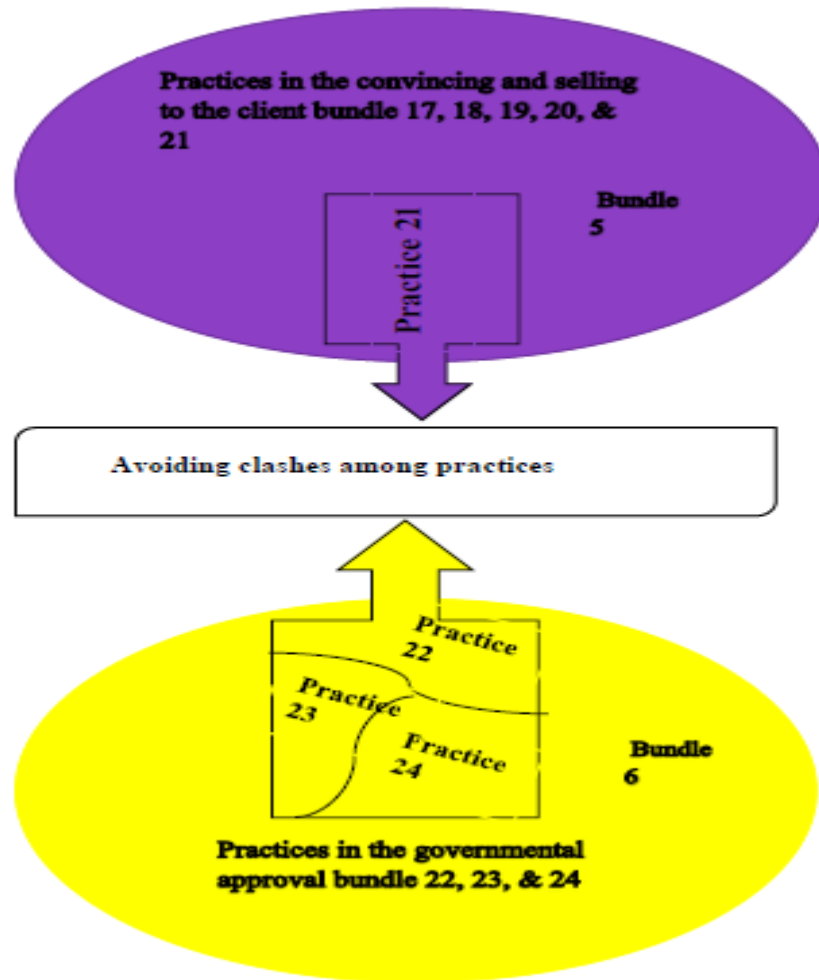 Practices in the convincing and selling
to the client bundle 17, 18, 19, 20, &
21
Bundle
5
Practice 21
Avoiding clashes among practices
Practice
22
Practice
23
Practice
24
Bundle
6
Practices in the governmental
approval bundle 22, 23, & 24